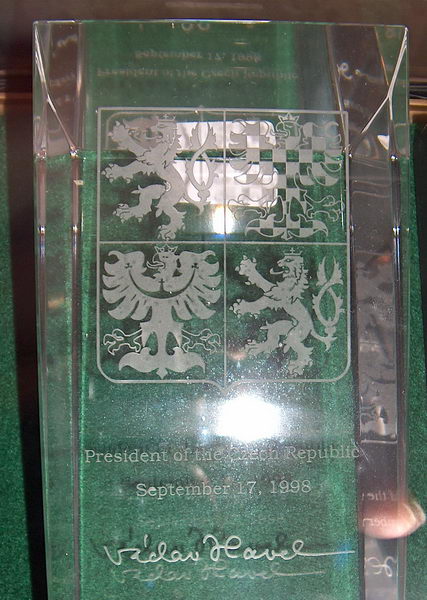 President of the Czech Republic
September 17, 1998
Václav Havel